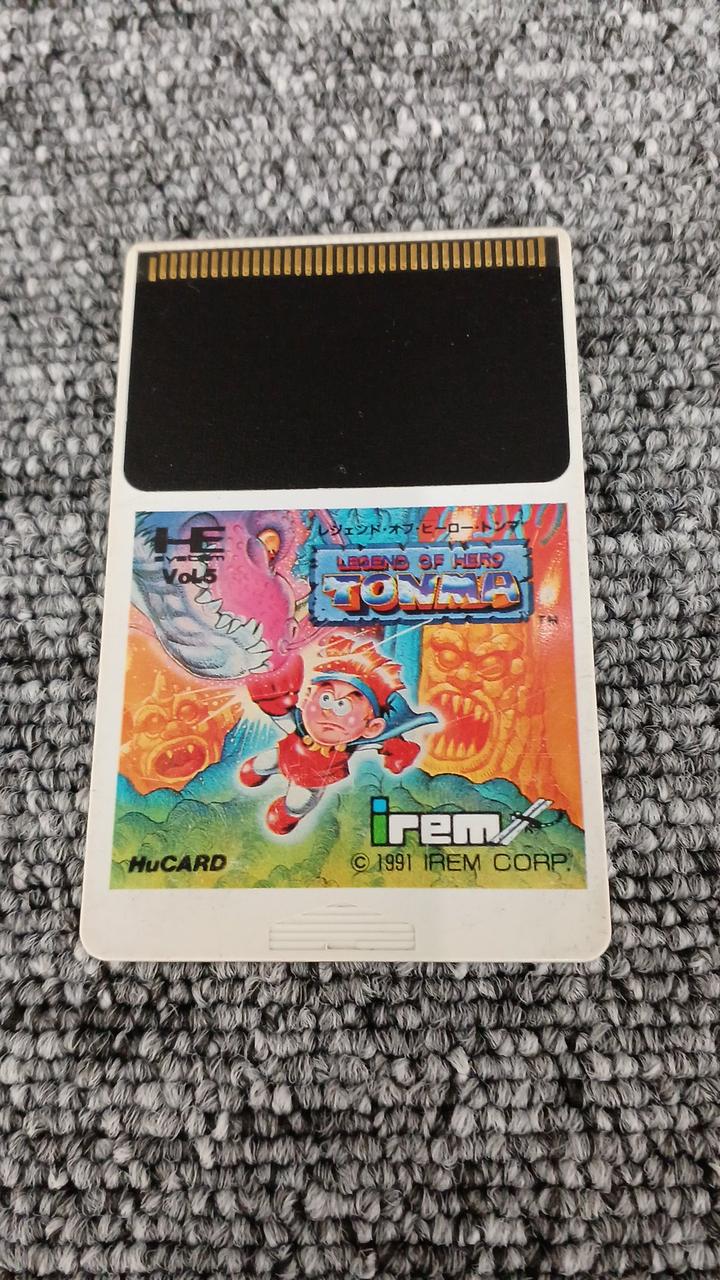 HE
SYSTEM
Vol.5
レジェンド・オブ・ヒーロー・トンマ
LEGEND OF HERO
TONMA
TM
irem
HuCARD
© 1991 IREM CORP.